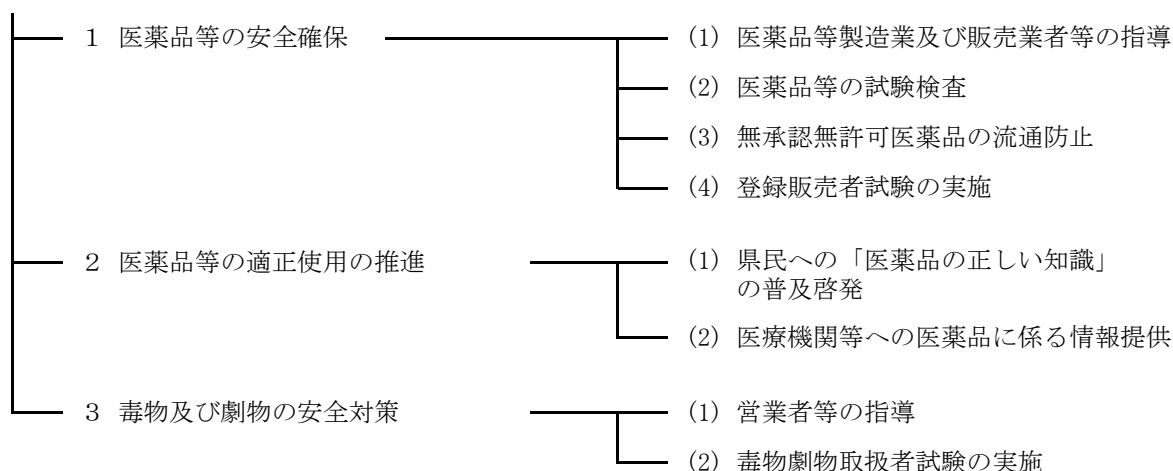 １ 医薬品等の安全確保
(1) 医薬品等製造業及び販売業者等の指導
(2) 医薬品等の試験検査
(3) 無承認無許可医薬品の流通防止
(4) 登録販売者試験の実施
２ 医薬品等の適正使用の推進
(1) 県民への「医薬品の正しい知識」
の普及啓発
(2) 医療機関等への医薬品に係る情報提供
３ 毒物及び劇物の安全対策
(1) 営業者等の指導
(2) 毒物劇物取扱者試験の実施